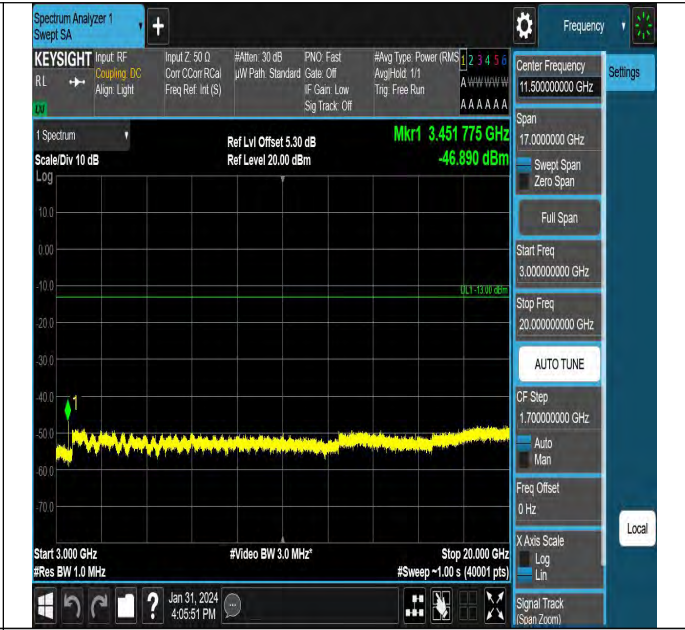 Spectrum Analyzer 1
Swept SA
+
Frequency
KEYSIGHT
RL
LXI
Input: RF
Coupling: DC
Align: Light
Input Z: 50 Ω
Corr CCorr RCal
Freq Ref: Int (S)
#Atten: 30 dB
µW Path: Standard
PNO: Fast
Gate: Off
IF Gain: Low
Sig Track: Off
#Avg Type: Power (RMS
Avg|Hold: 1/1
Trig: Free Run
1 2 3 4 5 6
A W W W W W
A A A A A A
1 Spectrum
Scale/Div 10 dB
Log
Ref Lvl Offset 5.30 dB
Ref Level 20.00 dBm
Mkr1 3.451 775 GHz
-46.890 dBm
10.0
0.00
-10.0
UL1 -13.00 dBm
-20.0
-30.0
-40.0
1
-50.0
-60.0
-70.0
Start 3.000 GHz
#Res BW 1.0 MHz
#Video BW 3.0 MHz*
Stop 20.000 GHz
#Sweep ~1.00 s (40001 pts)
?
Jan 31, 2024
4:05:51 PM
Center Frequency
11.500000000 GHz
Settings
Span
17.0000000 GHz
Swept Span
Zero Span
Full Span
Start Freq
3.000000000 GHz
Stop Freq
20.000000000 GHz
AUTO TUNE
CF Step
1.700000000 GHz
Auto
Man
Freq Offset
0 Hz
X Axis Scale
Log
Lin
Local
Signal Track
(Span Zoom)